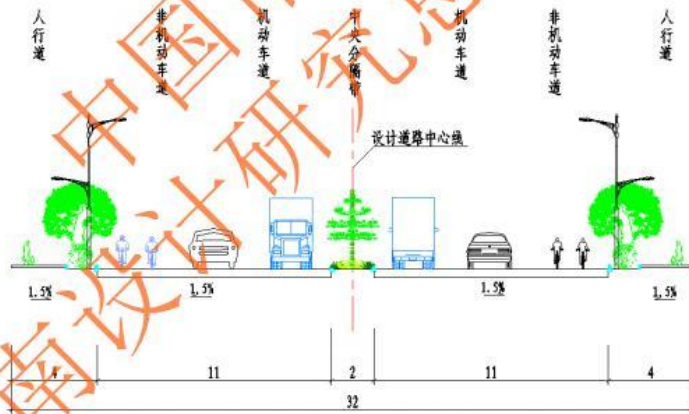 人行道
非机动车道
机动车道
中央分隔带
机动车道
非机动车道
人行道
设计道路中心线
1.5%
1.5%
1.5%
1.5%
4
11
2
11
4
32
中国
南设计研究总